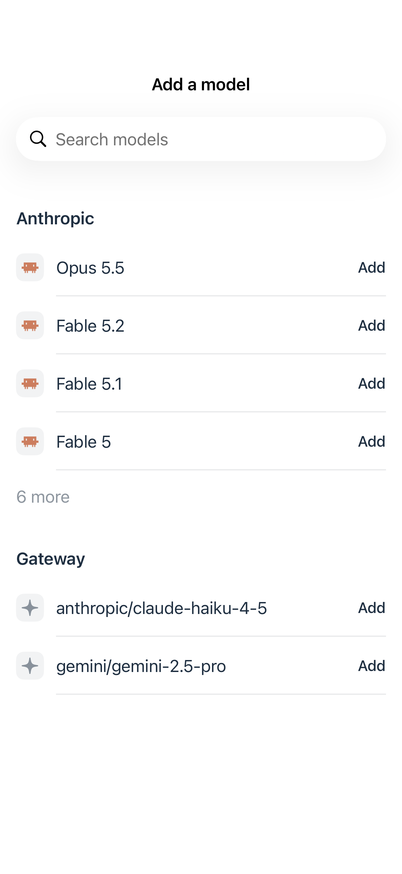 Add a model
Search models
Anthropic
Opus 5.5
Add
Fable 5.2
Add
Fable 5.1
Add
Fable 5
Add
6 more
Gateway
anthropic/claude-haiku-4-5
Add
gemini/gemini-2.5-pro
Add